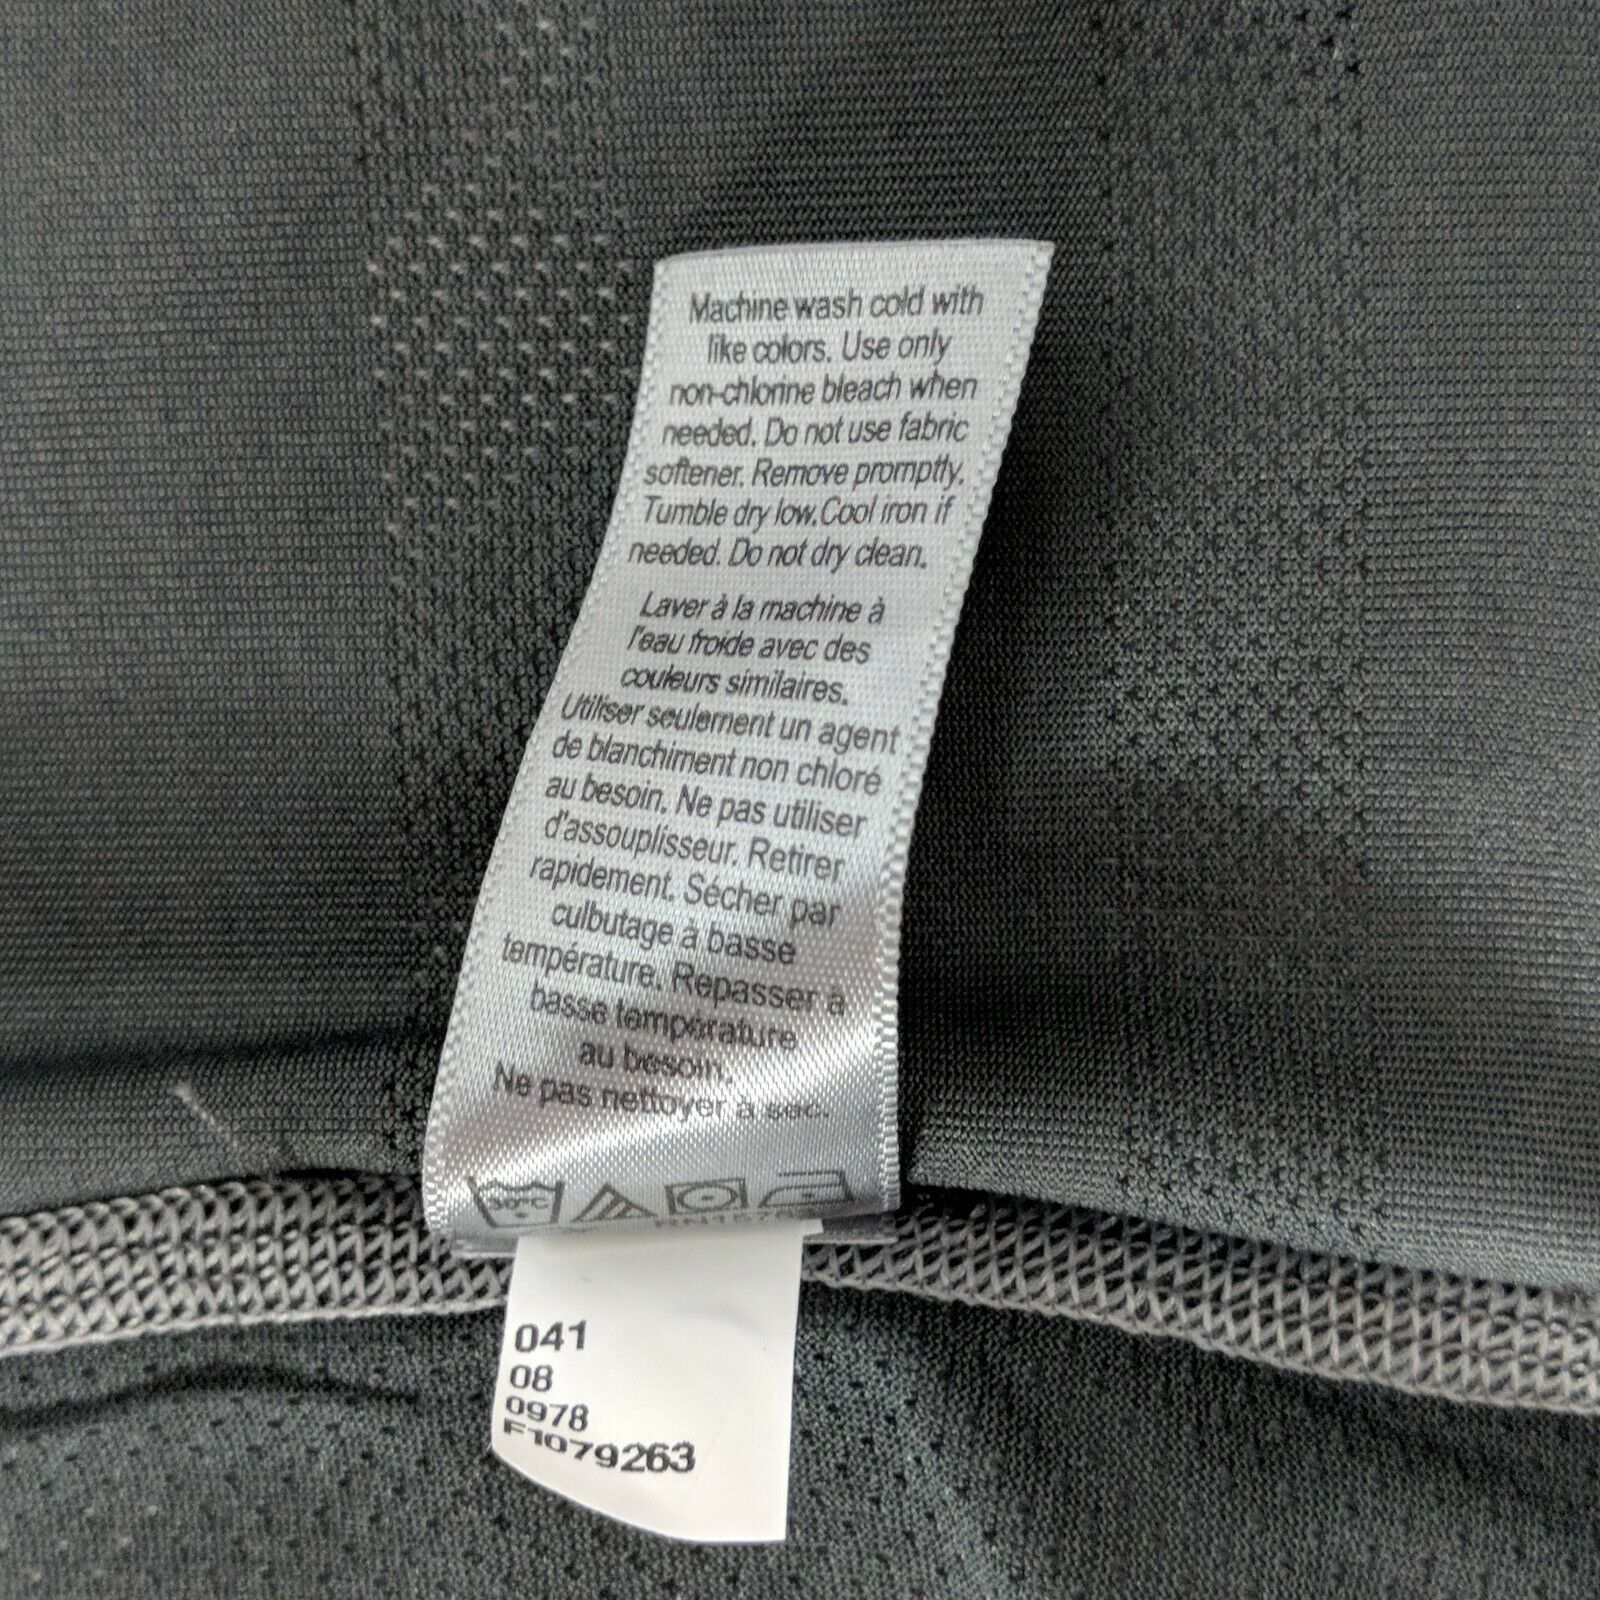 Machine wash cold with
like colors. Use only
non-chlorine bleach when
needed. Do not use fabric
softener. Remove promptly.
Tumble dry low.Cool iron if
needed. Do not dry clean.
Laver à la machine à
l'eau froide avec des
couleurs similaires.
Utiliser seulement un agent
de blanchiment non chloré
au besoin. Ne pas utiliser
d'assouplisseur. Retirer
rapidement. Sécher par
culbutage à basse
température. Repasser à
basse température
au besoin.
Ne pas nettoyer à sec.
30°C
041
08
0978
F1079263